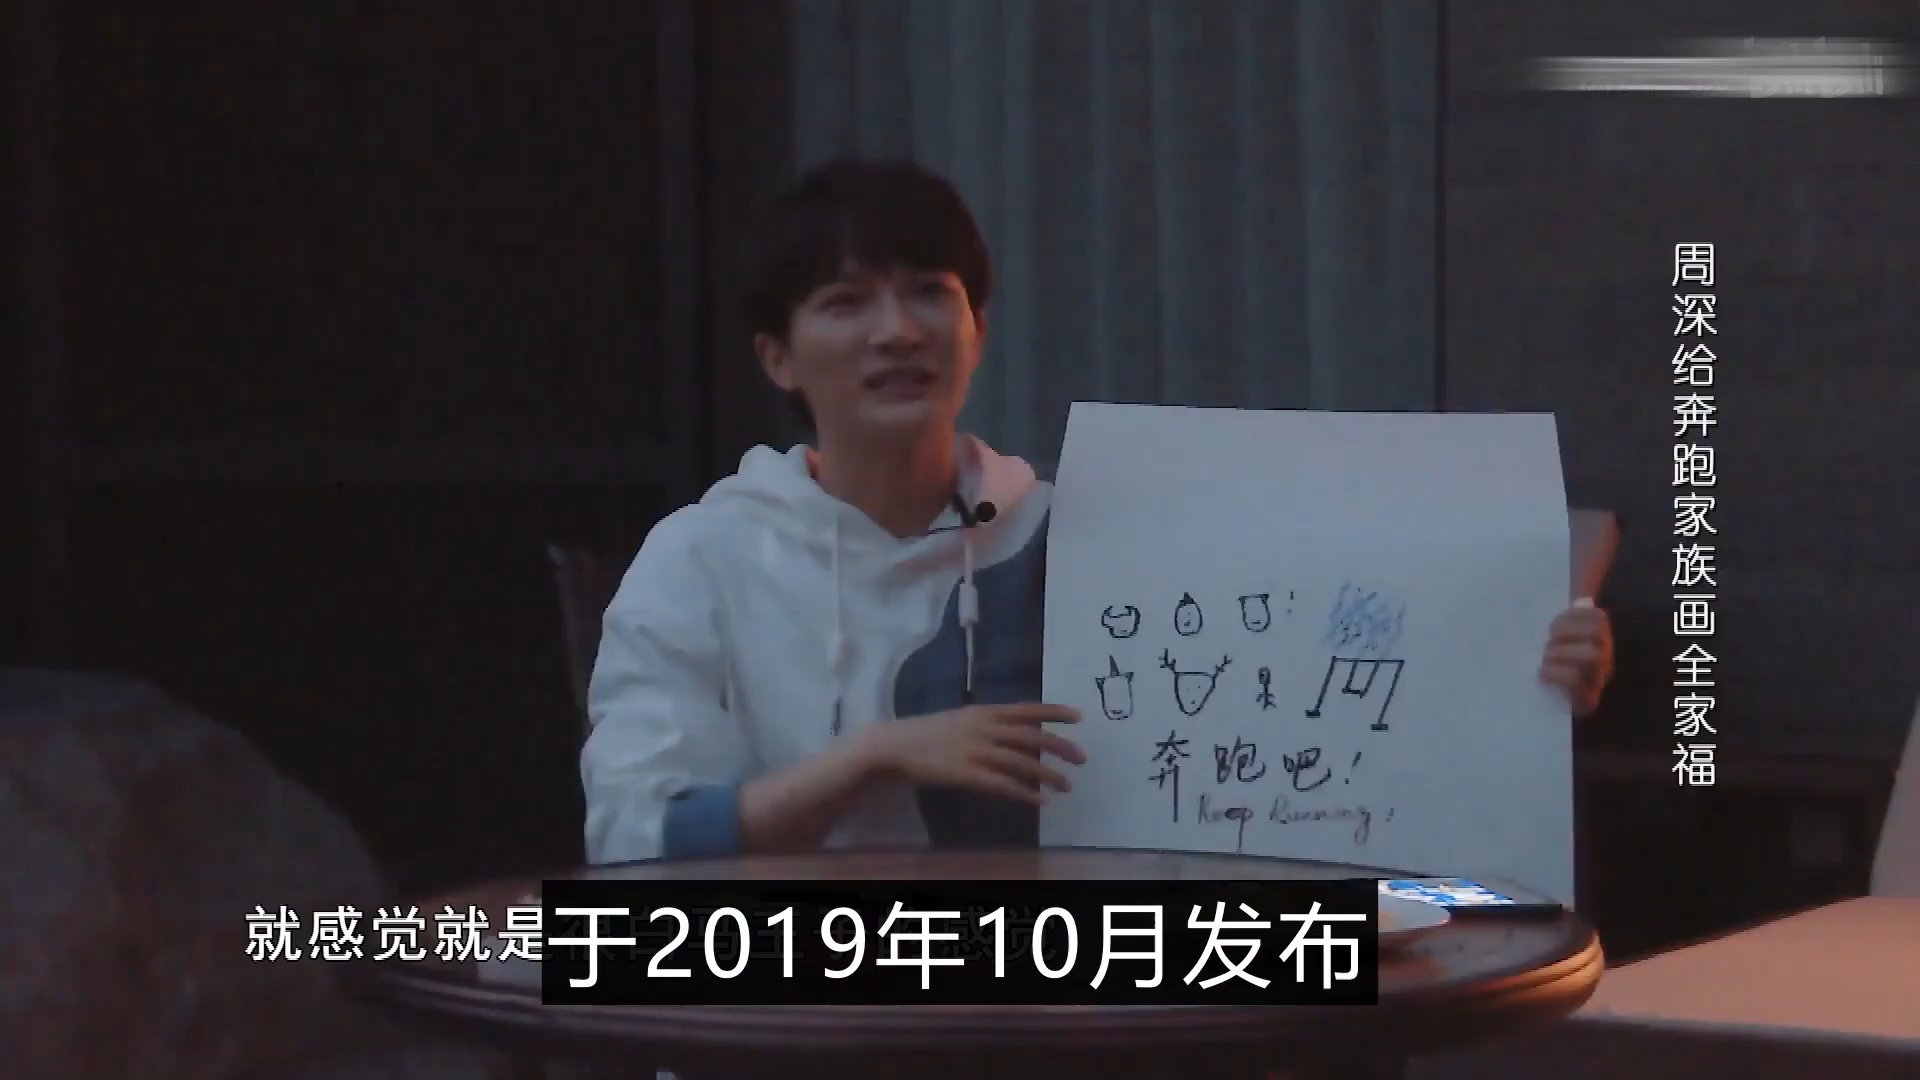 周深给奔跑家族画全家福
奔跑吧!
Keep Running!
就感觉就是
于2019年10月发布